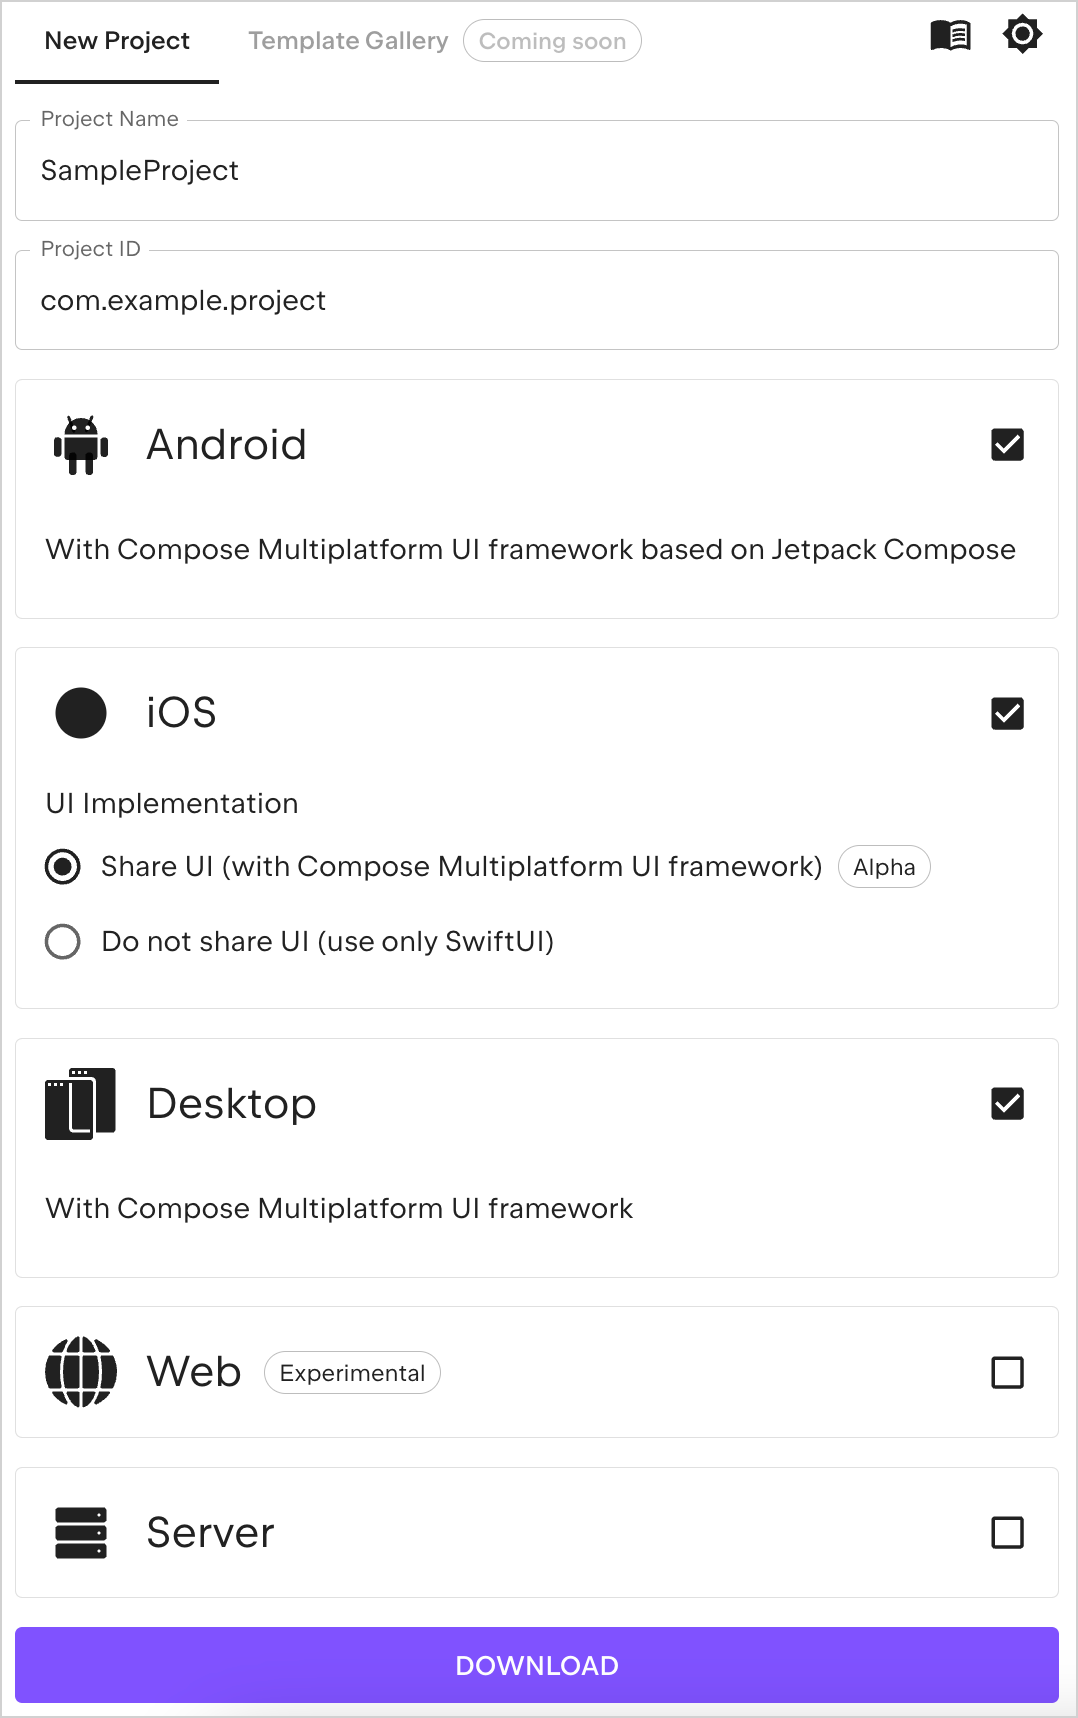 New Project Template Gallery Coming soon
Project Name
SampleProject
Project ID
com.example.project
Android
With Compose Multiplatform UI framework based on Jetpack Compose
iOS
UI Implementation
Share UI (with Compose Multiplatform UI framework) Alpha
Do not share UI (use only SwiftUI)
Desktop
With Compose Multiplatform UI framework
Web Experimental
Server
DOWNLOAD